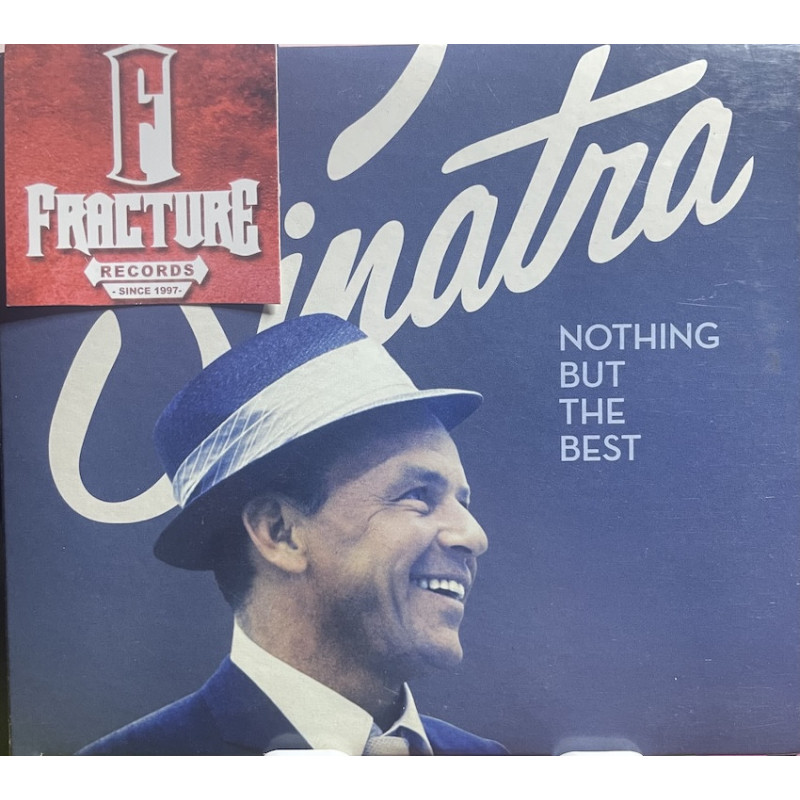 F
FRACTURE
RECORDS
- SINCE 1997-
Sinatra
NOTHING
BUT
THE
BEST